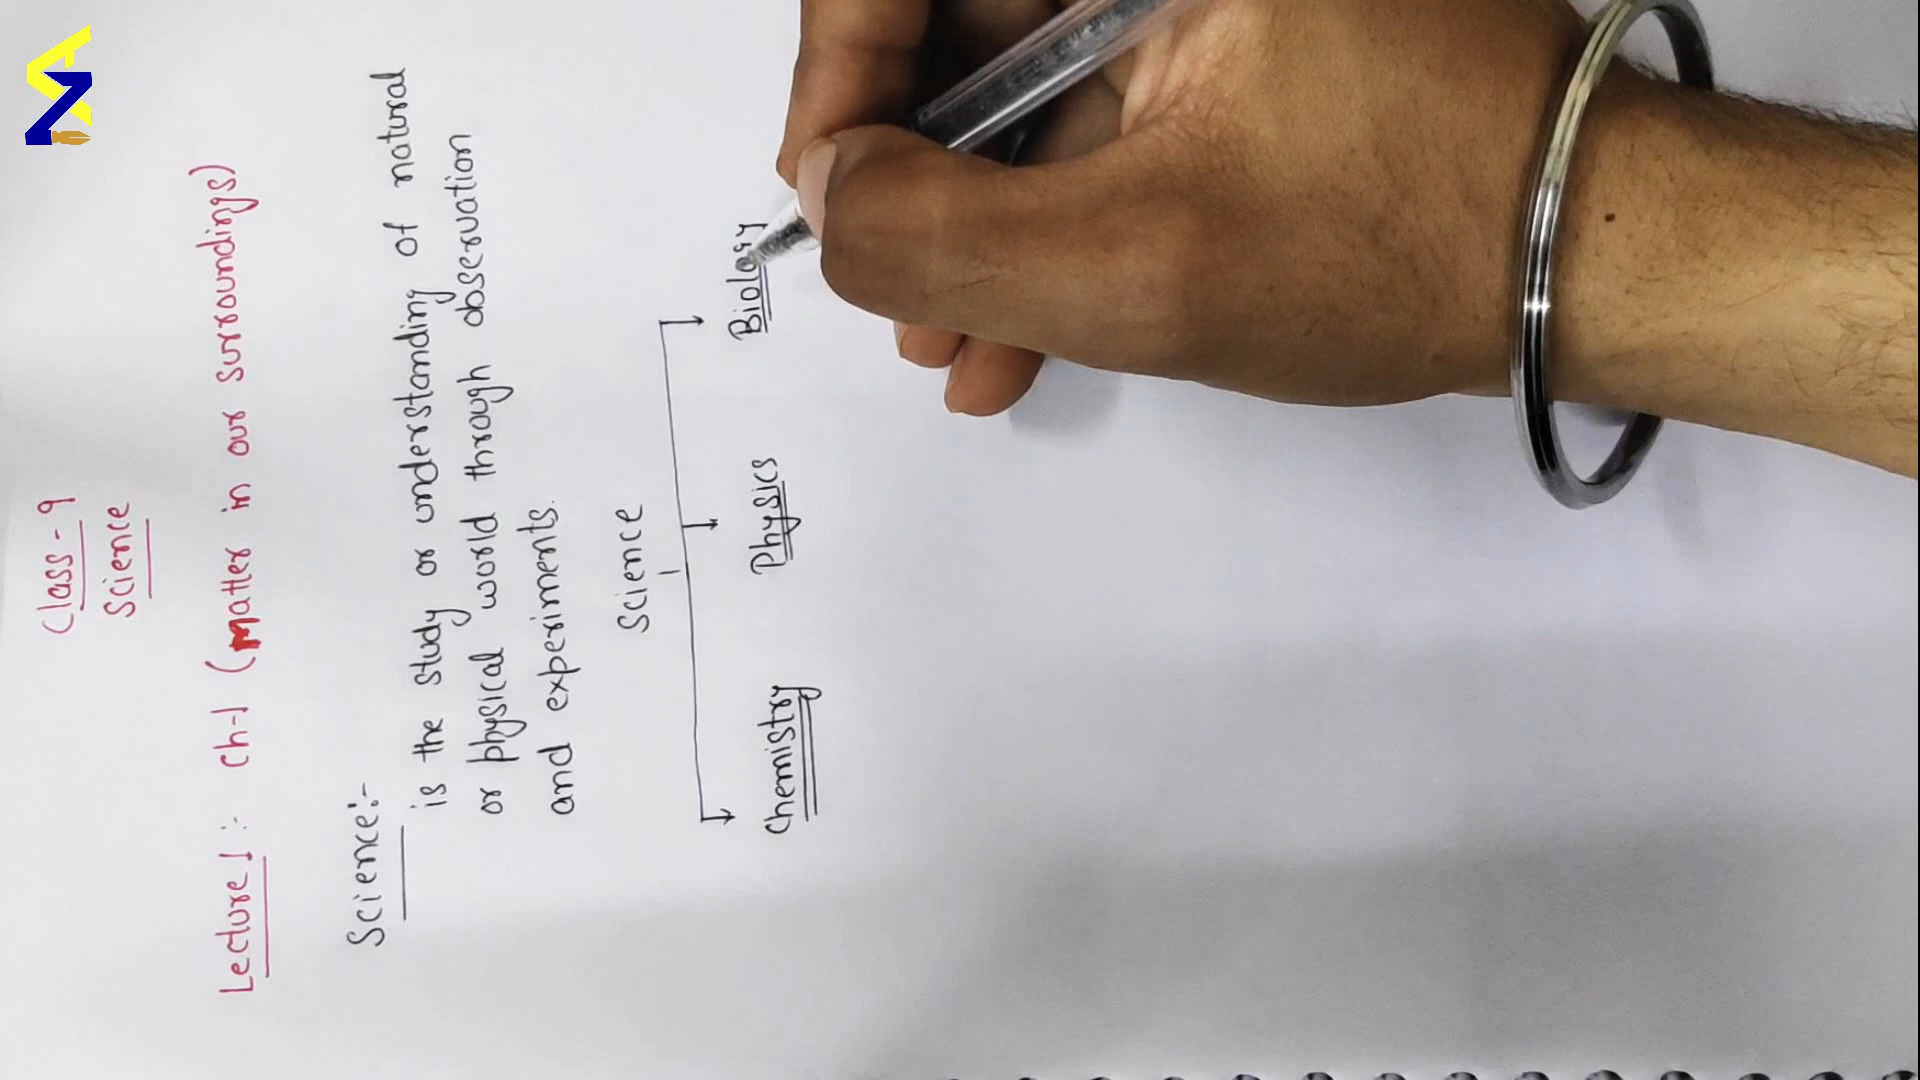 Class-9
Science
Lecture 1:- Ch-1 (Matter in our surroundings)
Science:-
is the study or understanding of natural
or physical world through observation
and experiments.
Science
Chemistry Physics Biology